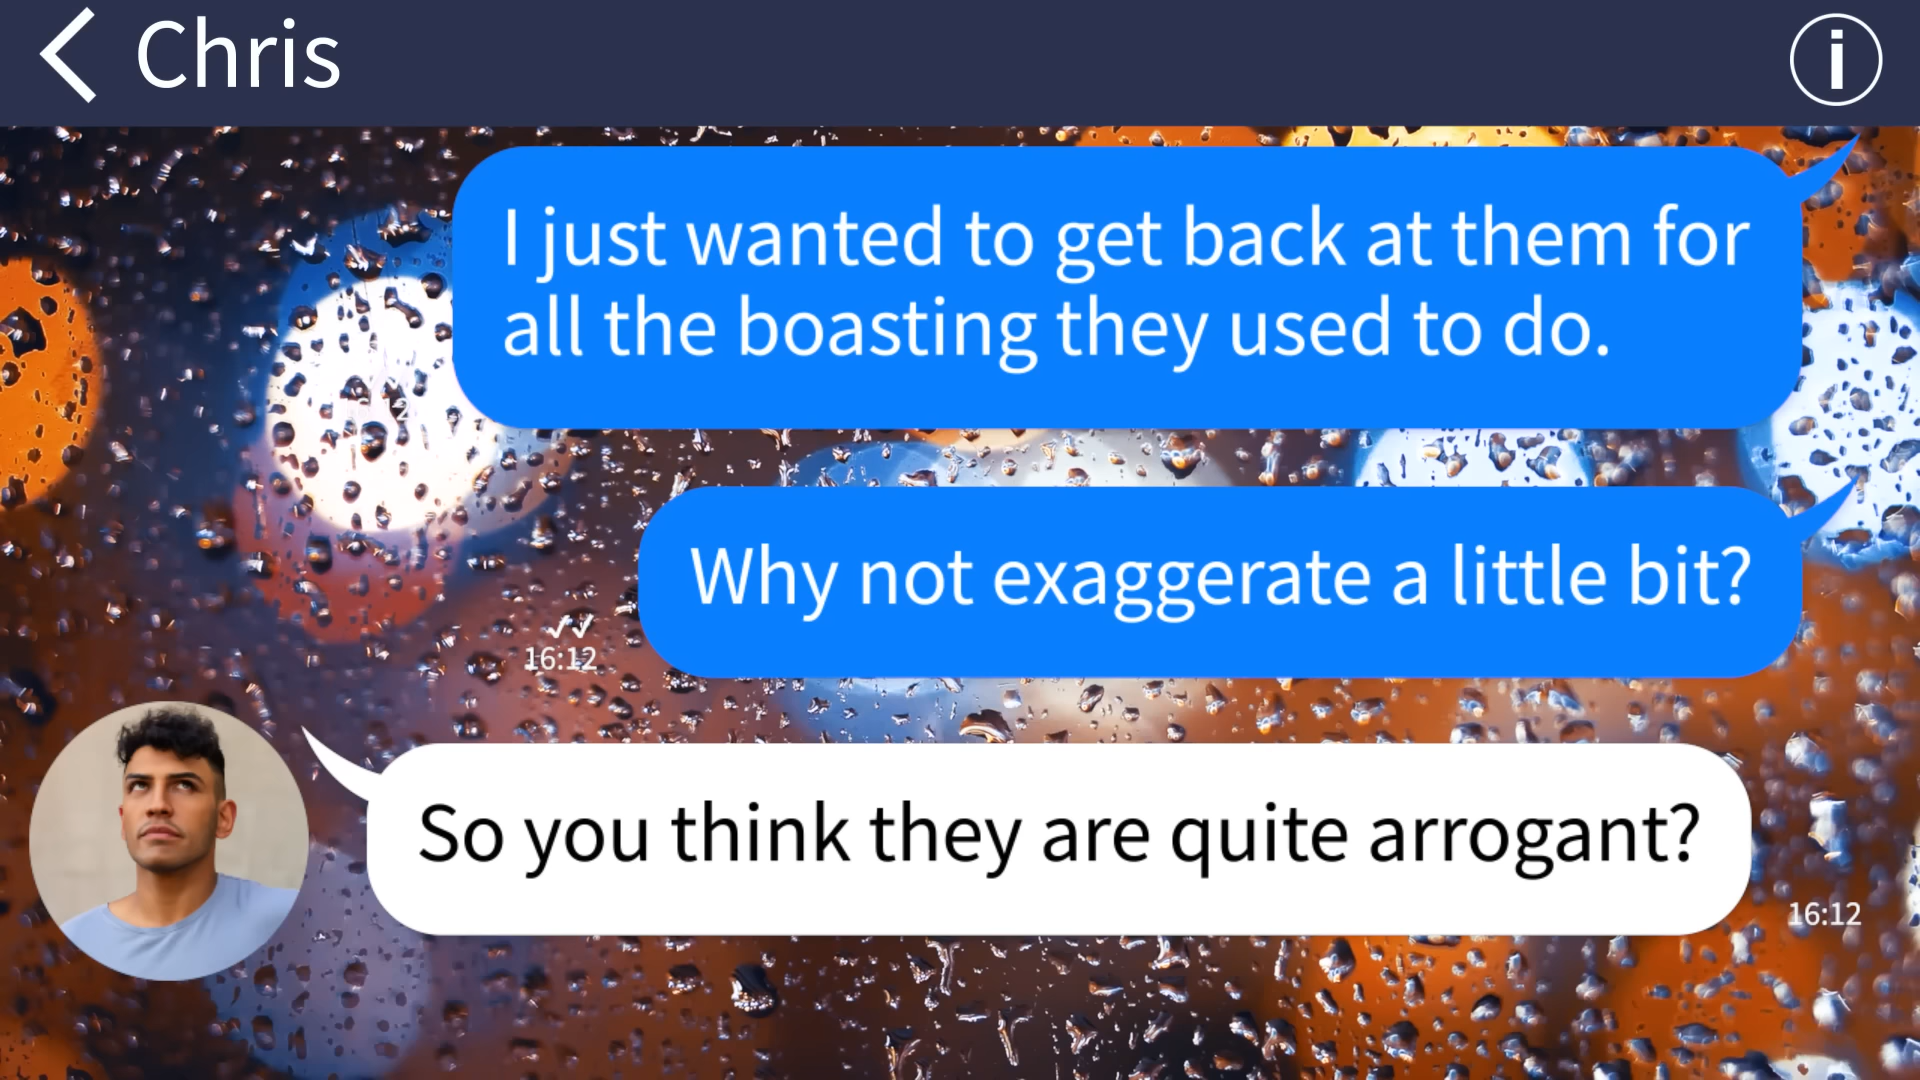 Chris
I just wanted to get back at them for
all the boasting they used to do.
Why not exaggerate a little bit?
16:12
So you think they are quite arrogant?
16:12